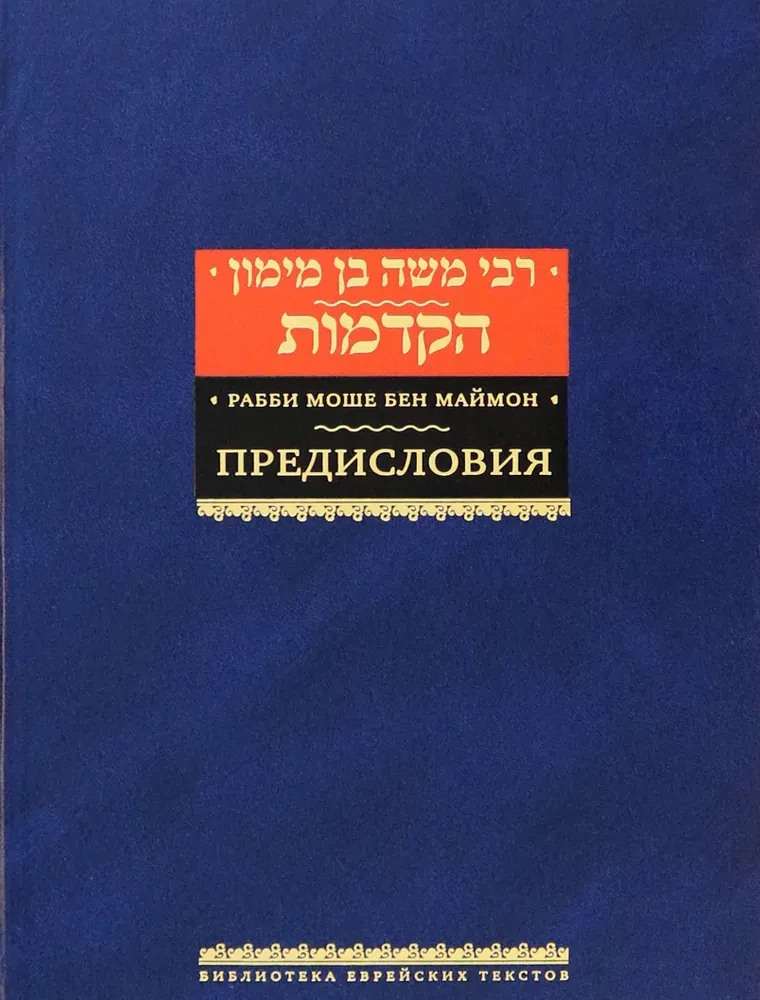 רבי משה בן מימון
הקדמות
РАББИ МОШЕ БЕН МАЙМОН
ПРЕДИСЛОВИЯ
БИБЛИОТЕКА ЕВРЕЙСКИХ ТЕКСТОВ